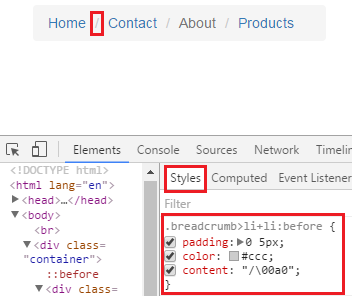 Home / Contact / About / Products
Elements Console Sources Network Timelin
<!DOCTYPE html>
<html lang="en">
<head>…</head>
<body>
<br>
<div class=
"container">
::before
<div class=
Styles Computed Event Listener
Filter
.breadcrumb>li+li:before {
padding: 0 5px;
color: #ccc;
content: "/\00a0";
}